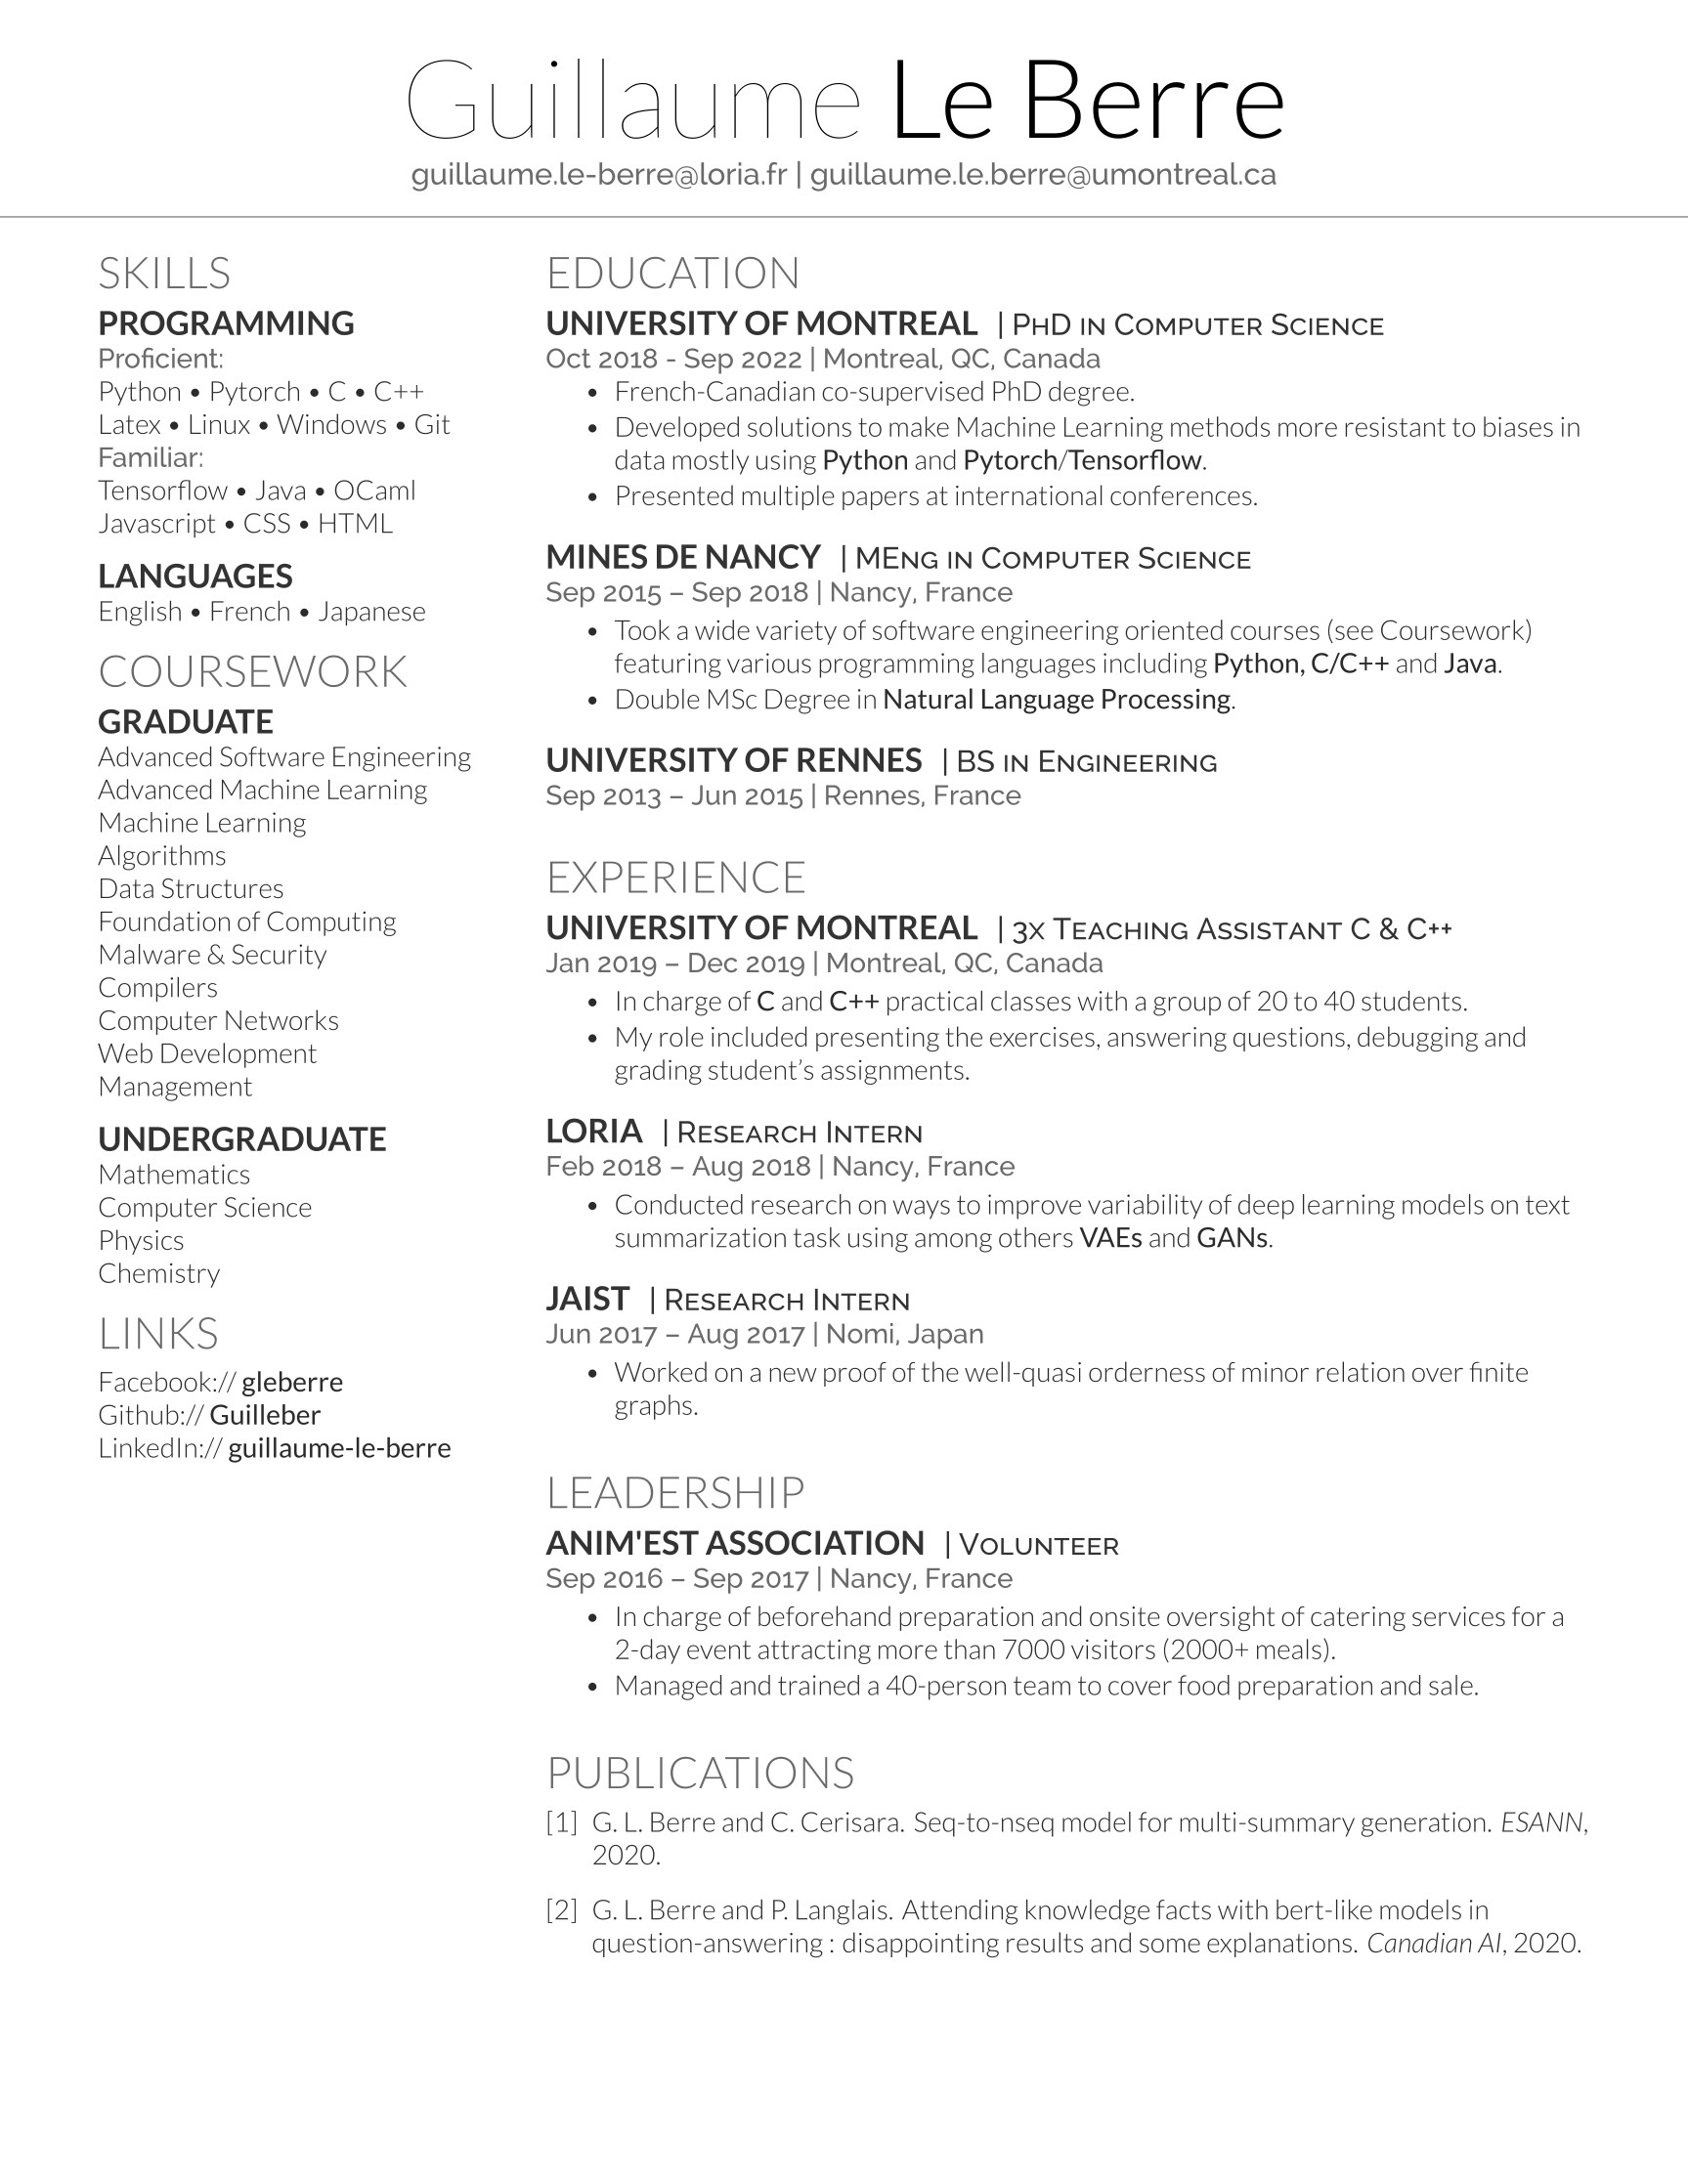 Guillaume Le Berre
guillaume.le-berre@loria.fr | guillaume.le.berre@umontreal.ca
SKILLS
PROGRAMMING
Proficient:
Python • Pytorch • C • C++
Latex • Linux • Windows • Git
Familiar:
Tensorflow • Java • OCaml
Javascript • CSS • HTML
LANGUAGES
English • French • Japanese
COURSEWORK
GRADUATE
Advanced Software Engineering
Advanced Machine Learning
Machine Learning
Algorithms
Data Structures
Foundation of Computing
Malware & Security
Compilers
Computer Networks
Web Development
Management
UNDERGRADUATE
Mathematics
Computer Science
Physics
Chemistry
LINKS
Facebook:// gleberre
Github:// Guilleber
LinkedIn:// guillaume-le-berre
EDUCATION
UNIVERSITY OF MONTREAL | PhD in Computer Science
Oct 2018 - Sep 2022 | Montreal, QC, Canada
• French-Canadian co-supervised PhD degree.
• Developed solutions to make Machine Learning methods more resistant to biases in
data mostly using Python and Pytorch/Tensorflow.
• Presented multiple papers at international conferences.
MINES DE NANCY | MEng in Computer Science
Sep 2015 – Sep 2018 | Nancy, France
• Took a wide variety of software engineering oriented courses (see Coursework)
featuring various programming languages including Python, C/C++ and Java.
• Double MSc Degree in Natural Language Processing.
UNIVERSITY OF RENNES | BS in Engineering
Sep 2013 – Jun 2015 | Rennes, France
EXPERIENCE
UNIVERSITY OF MONTREAL | 3x Teaching Assistant C & C++
Jan 2019 – Dec 2019 | Montreal, QC, Canada
• In charge of C and C++ practical classes with a group of 20 to 40 students.
• My role included presenting the exercises, answering questions, debugging and
grading student’s assignments.
LORIA | Research Intern
Feb 2018 – Aug 2018 | Nancy, France
• Conducted research on ways to improve variability of deep learning models on text
summarization task using among others VAEs and GANs.
JAIST | Research Intern
Jun 2017 – Aug 2017 | Nomi, Japan
• Worked on a new proof of the well-quasi orderness of minor relation over finite
graphs.
LEADERSHIP
ANIM'EST ASSOCIATION | Volunteer
Sep 2016 – Sep 2017 | Nancy, France
• In charge of beforehand preparation and onsite oversight of catering services for a
2-day event attracting more than 7000 visitors (2000+ meals).
• Managed and trained a 40-person team to cover food preparation and sale.
PUBLICATIONS
[1] G. L. Berre and C. Cerisara. Seq-to-nseq model for multi-summary generation. ESANN,
2020.
[2] G. L. Berre and P. Langlais. Attending knowledge facts with bert-like models in
question-answering : disappointing results and some explanations. Canadian AI, 2020.